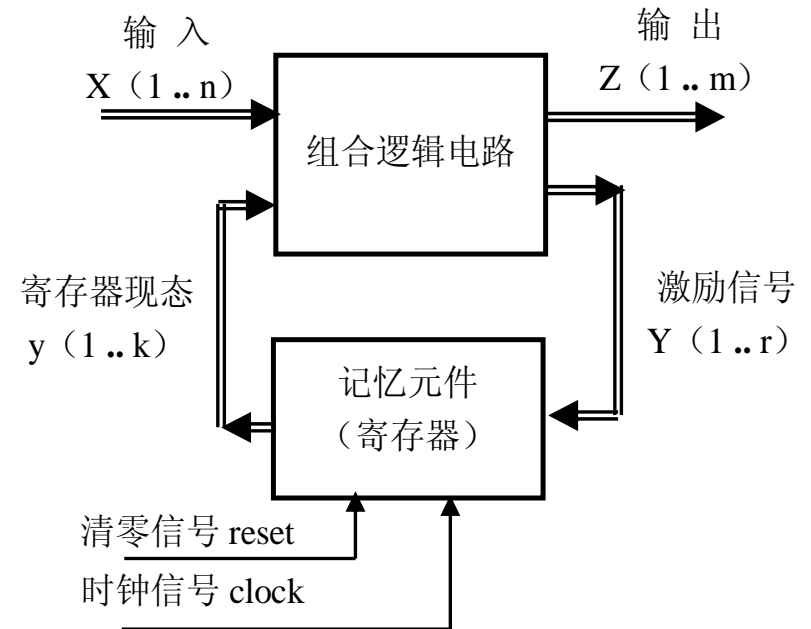 输 入
X（1 .. n）
输 出
Z（1 .. m）
组合逻辑电路
寄存器现态
y（1 .. k）
激励信号
Y（1 .. r）
记忆元件
（寄存器）
清零信号 reset
时钟信号 clock